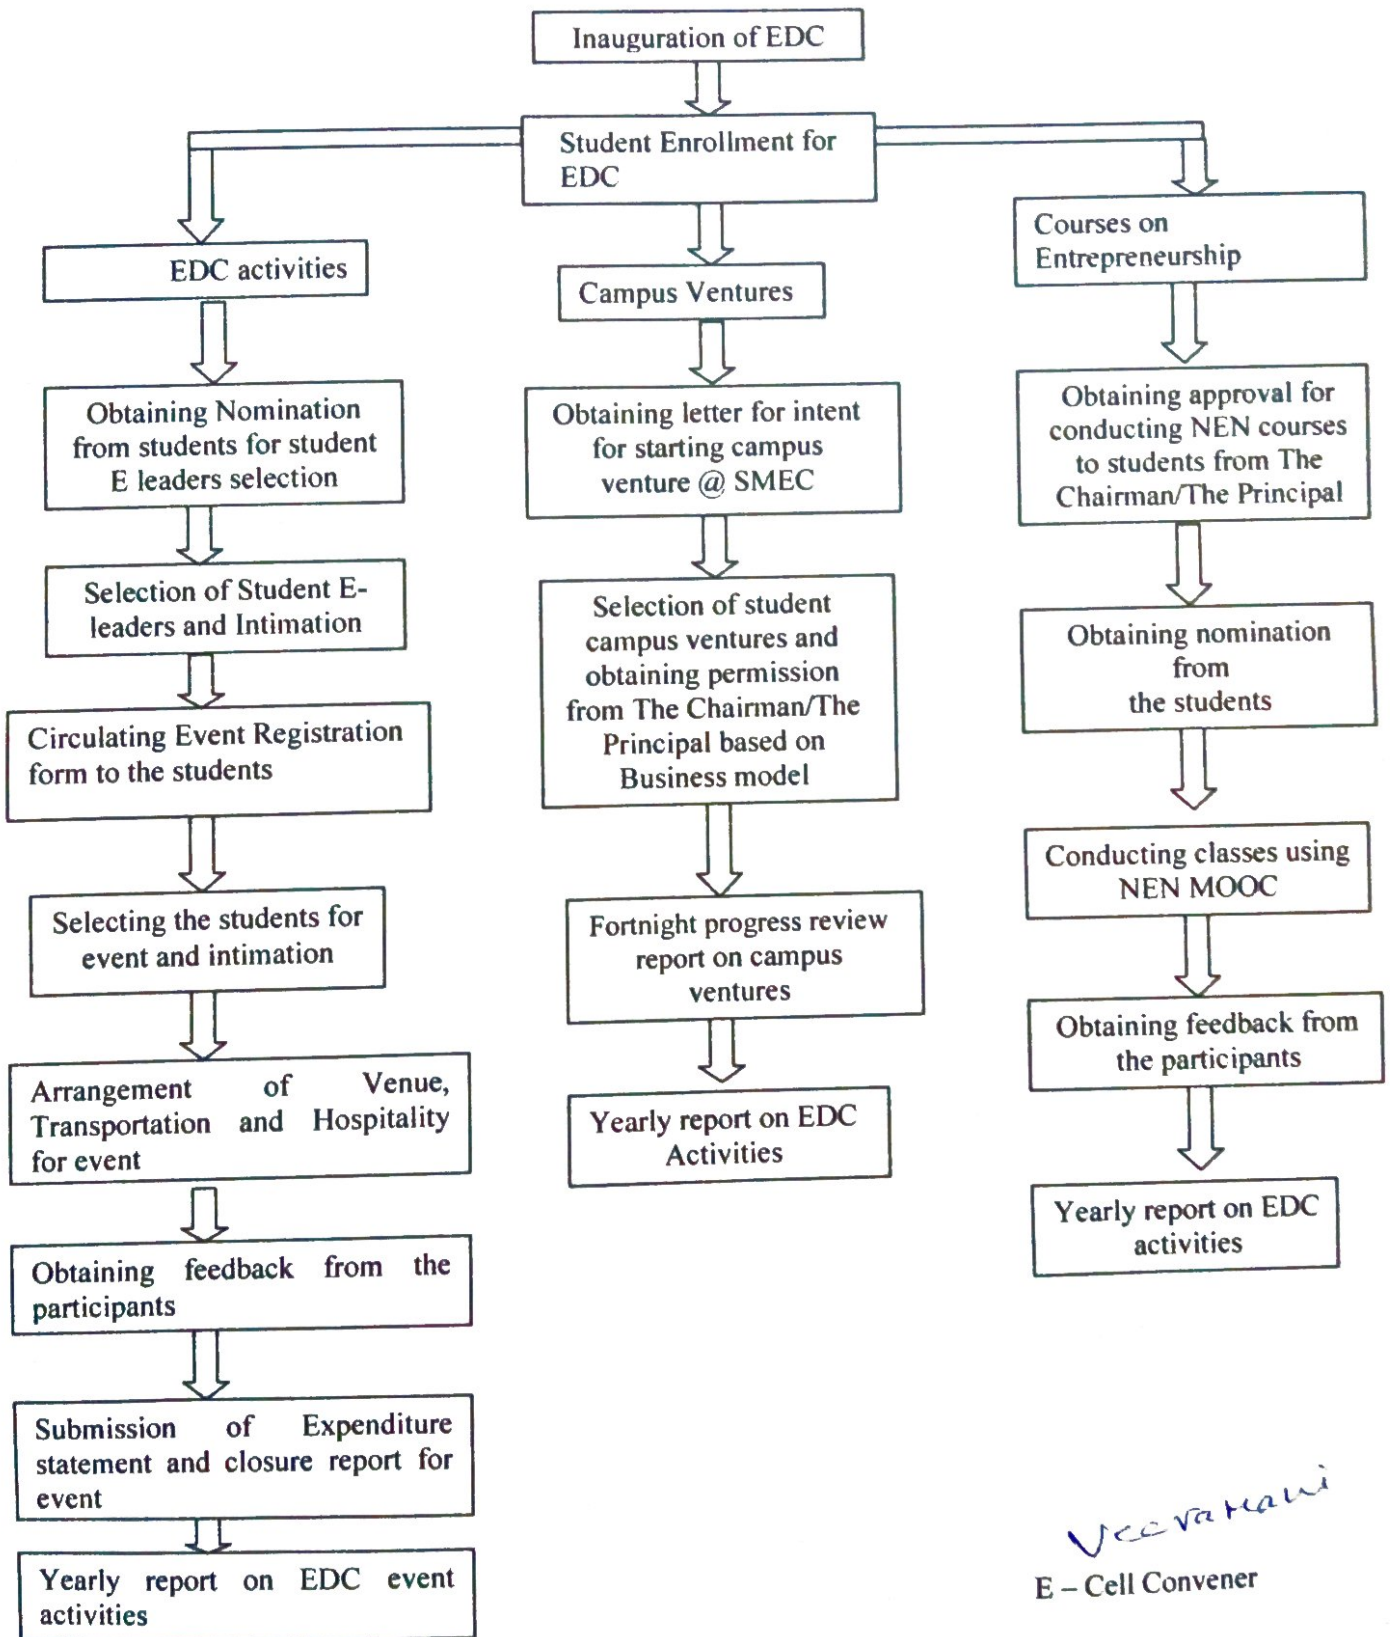 Inauguration of EDC
Student Enrollment for
EDC
EDC activities
Obtaining Nomination
from students for student
E leaders selection
Selection of Student E-
leaders and Intimation
Circulating Event Registration
form to the students
Selecting the students for
event and intimation
Arrangement of Venue,
Transportation and Hospitality
for event
Obtaining feedback from the
participants
Submission of Expenditure
statement and closure report for
event
Yearly report on EDC event
activities
Campus Ventures
Obtaining letter for intent
for starting campus
venture @ SMEC
Selection of student
campus ventures and
obtaining permission
from The Chairman/The
Principal based on
Business model
Fortnight progress review
report on campus
ventures
Yearly report on EDC
Activities
Courses on
Entrepreneurship
Obtaining approval for
conducting NEN courses
to students from The
Chairman/The Principal
Obtaining nomination
from
the students
Conducting classes using
NEN MOOC
Obtaining feedback from
the participants
Yearly report on EDC
activities
Veeramani
E – Cell Convener